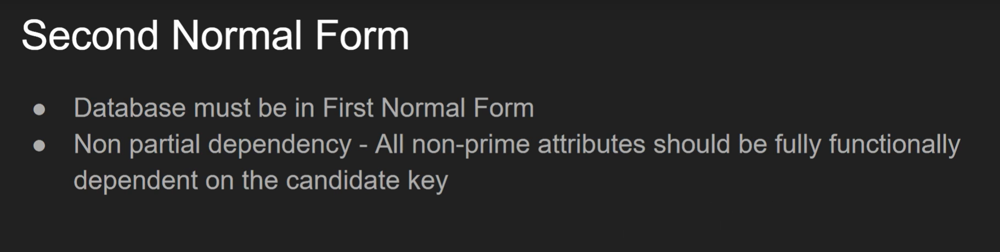 Second Normal Form
● Database must be in First Normal Form
● Non partial dependency - All non-prime attributes should be fully functionally
dependent on the candidate key